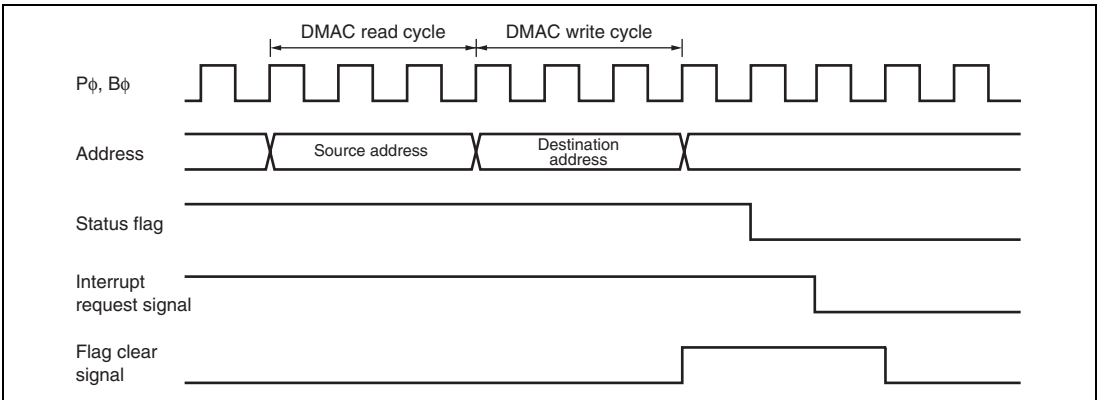 DMAC read cycle DMAC write cycle
Pϕ, Bϕ
Address Source address Destination
address
Status flag
Interrupt
request signal
Flag clear
signal